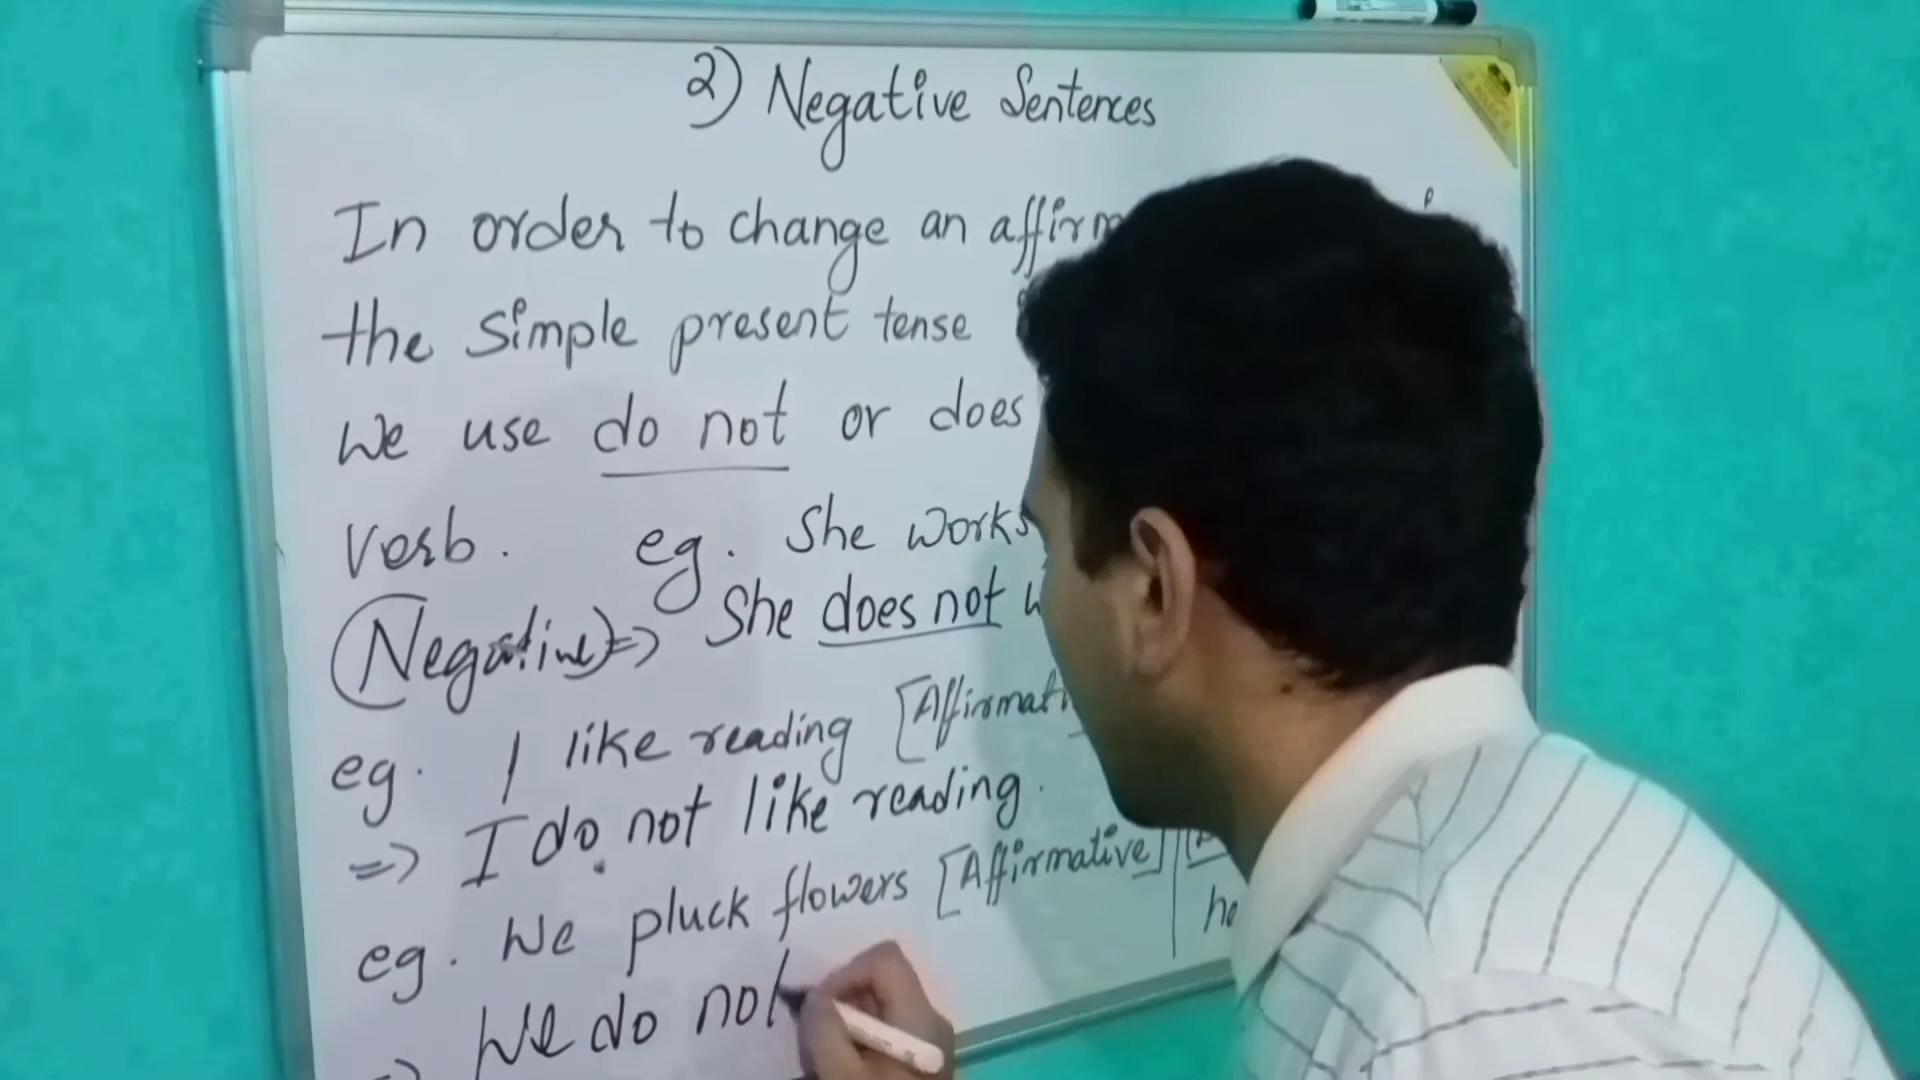 2) Negative Sentences
In order to change an
the simple present tense
We use do not or does
verb. eg. She works
Negative => She does not
eg. I like reading [Affirmati
=> I do not like reading.
eg. We pluck flowers [Affirmative]
=> We do not